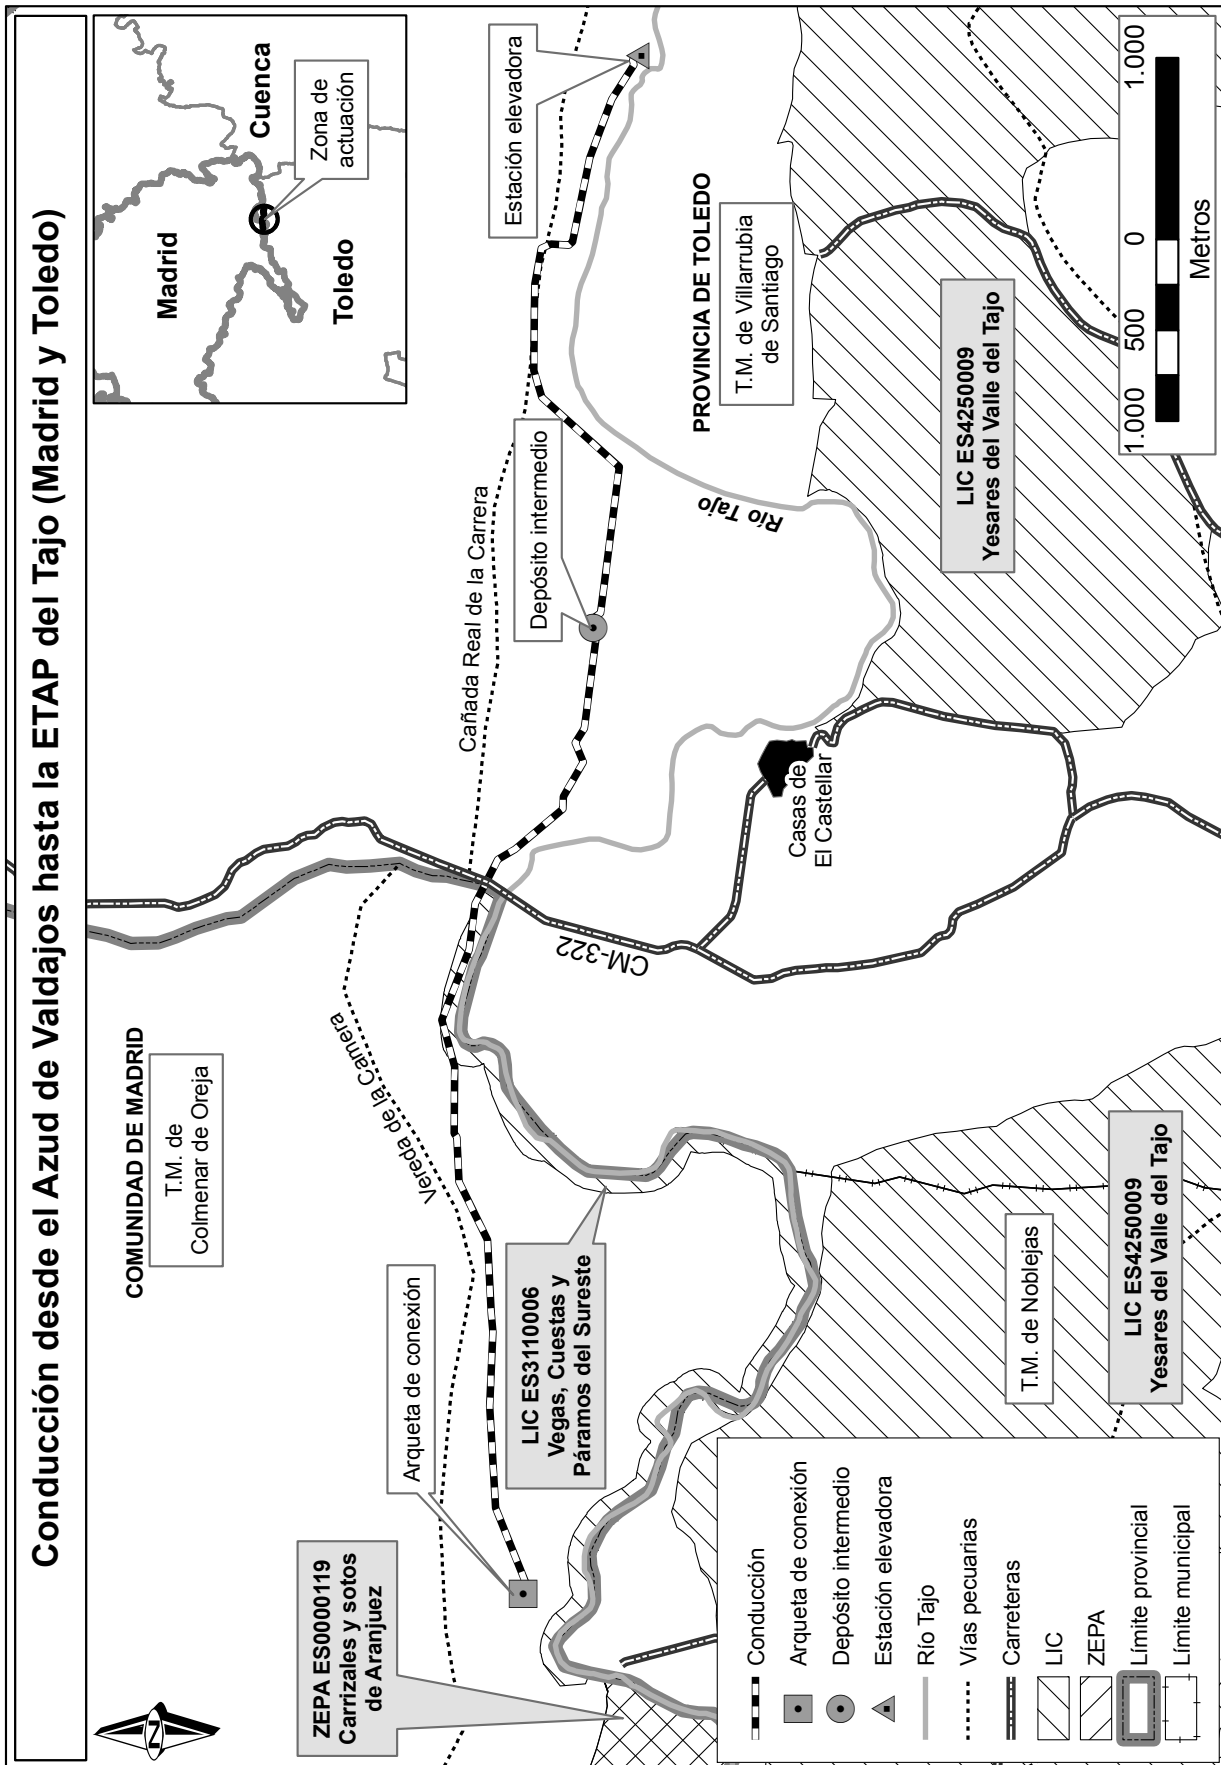 Conducción desde el Azud de Valdajos hasta la ETAP del Tajo (Madrid y Toledo)
N
Madrid
Cuenca
Toledo
Zona de
actuación
COMUNIDAD DE MADRID
T.M. de
Colmenar de Oreja
Vereda de la Camera
Cañada Real de la Carrera
Estación elevadora
Depósito intermedio
Arqueta de conexión
ZEPA ES0000119
Carrizales y sotos
de Aranjuez
LIC ES3110006
Vegas, Cuestas y
Páramos del Sureste
CM-322
Río Tajo
PROVINCIA DE TOLEDO
T.M. de Villarrubia
de Santiago
Casas de
El Castellar
LIC ES4250009
Yesares del Valle del Tajo
T.M. de Noblejas
LIC ES4250009
Yesares del Valle del Tajo
Conducción
Arqueta de conexión
Depósito intermedio
Estación elevadora
Río Tajo
Vías pecuarias
Carreteras
LIC
ZEPA
Límite provincial
Límite municipal
1.000 500 0 1.000
Metros